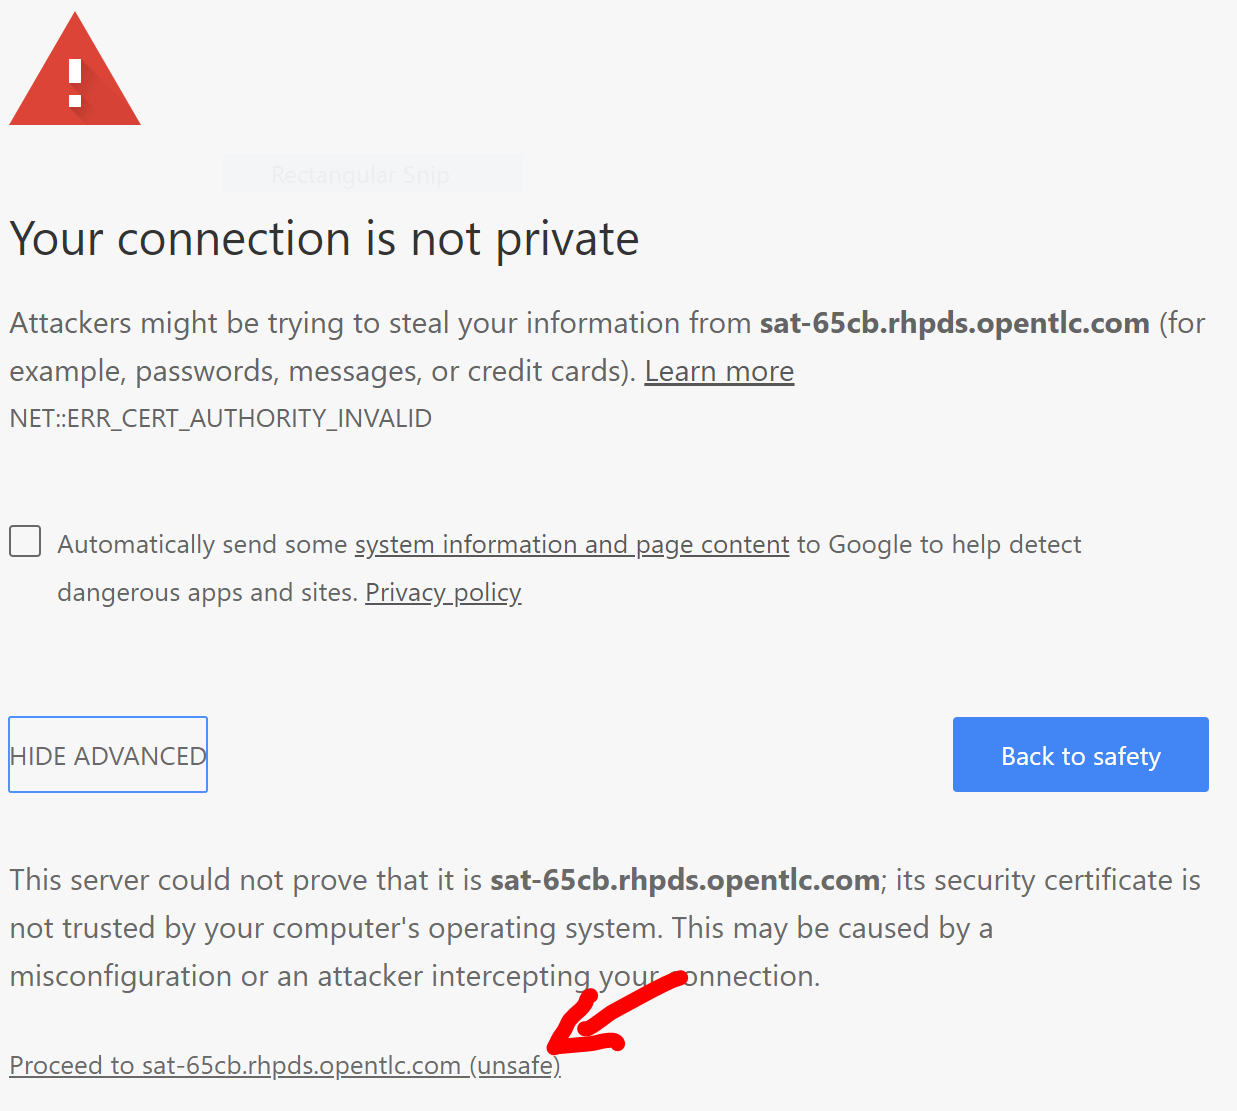 Rectangular Snip
Your connection is not private
Attackers might be trying to steal your information from sat-65cb.rhpds.opentlc.com (for
example, passwords, messages, or credit cards). Learn more
NET::ERR_CERT_AUTHORITY_INVALID
Automatically send some system information and page content to Google to help detect
dangerous apps and sites. Privacy policy
HIDE ADVANCED
Back to safety
This server could not prove that it is sat-65cb.rhpds.opentlc.com; its security certificate is
not trusted by your computer's operating system. This may be caused by a
misconfiguration or an attacker intercepting your connection.
Proceed to sat-65cb.rhpds.opentlc.com (unsafe)